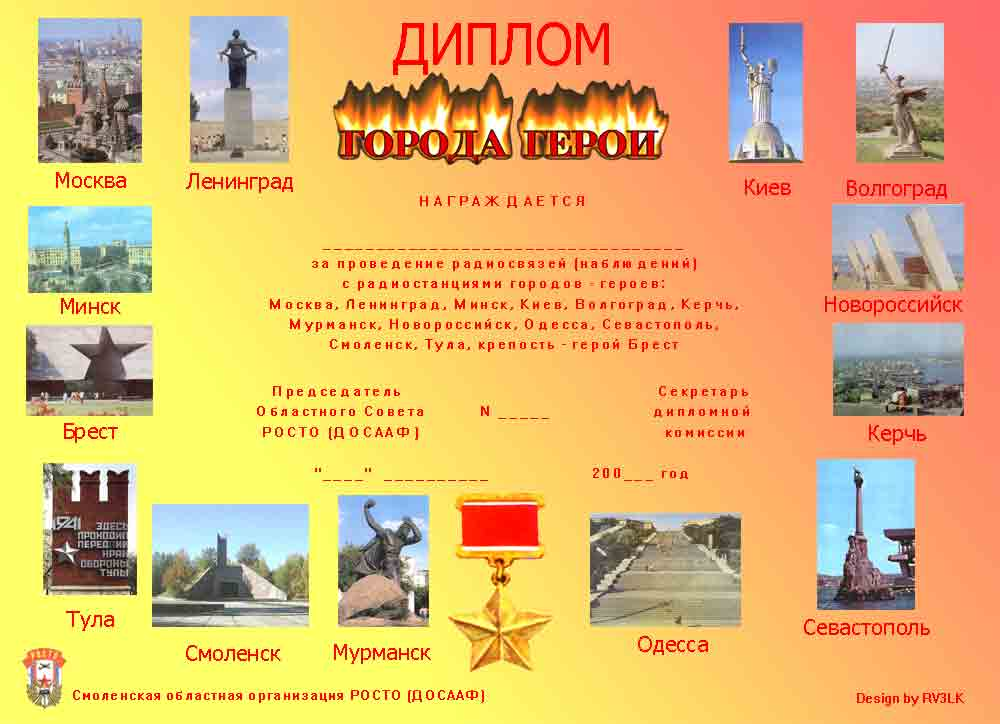 ДИПЛОМ
ГОРОДА ГЕРОИ
Москва
Ленинград
Киев
Волгоград
НАГРАЖДАЕТСЯ
__________________________________
за проведение радиосвязей (наблюдений)
с радиостанциями городов - героев:
Москва, Ленинград, Минск, Киев, Волгоград, Керчь,
Мурманск, Новороссийск, Одесса, Севастополь,
Смоленск, Тула, крепость - герой Брест
Минск
Новороссийск
Брест
Керчь
Председатель
Областного Совета
РОСТО (ДОСААФ)
N _____
Секретарь
дипломной
комиссии
"____" __________ 200___ год
1941 ЗДЕСЬ
ПРОХОДИЛ
ПЕРЕДНИЙ
КРАЙ
ОБОРОНЫ
ТУЛЫ
Тула
Смоленск
Мурманск
Одесса
Севастополь
РОСТО
Смоленская областная организация РОСТО (ДОСААФ)
Design by RV3LK